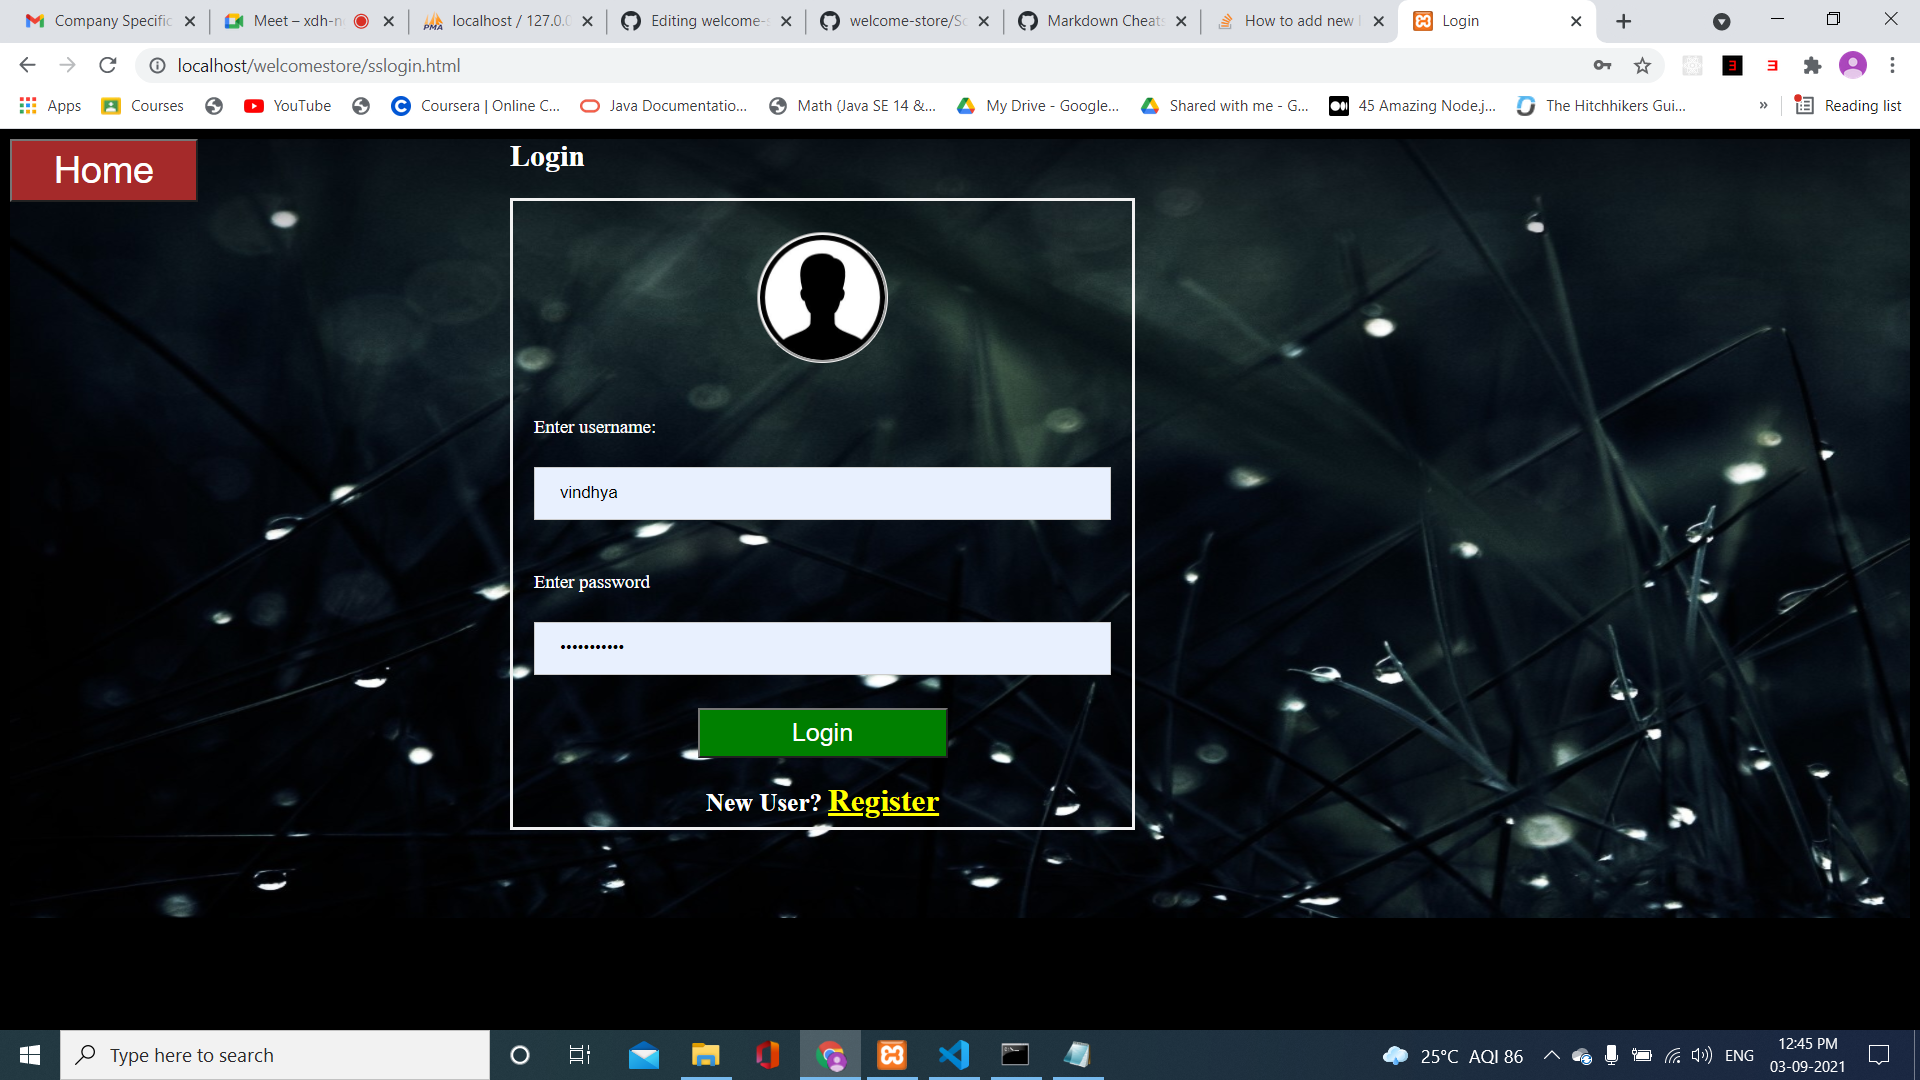 Company Specific
Meet – xdh-n
localhost / 127.0.0
Editing welcome-s
welcome-store/Sc
Markdown Cheats
How to add new l
Login
localhost/welcomestore/sslogin.html
Apps
Courses
YouTube
Coursera | Online C...
Java Documentatio...
Math (Java SE 14 &...
My Drive - Google...
Shared with me - G...
45 Amazing Node.j...
The Hitchhikers Gui...
»
Reading list
Home
Login
Enter username:
vindhya
Enter password
•••••••••••
Login
New User? Register
Type here to search
25°C AQI 86
ENG
12:45 PM
03-09-2021